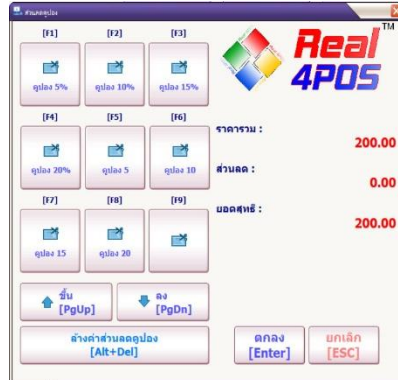 ส่วนลดคูปอง
[F1] [F2] [F3]
คูปอง 5% คูปอง 10% คูปอง 15%
[F4] [F5] [F6]
คูปอง 20% คูปอง 5 คูปอง 10
[F7] [F8] [F9]
คูปอง 15 คูปอง 20
ขึ้น
[PgUp]
ลง
[PgDn]
ล้างค่าส่วนลดคูปอง
[Alt+Del]
Real TM
4POS
ราคารวม :
200.00
ส่วนลด :
0.00
ยอดสุทธิ :
200.00
ตกลง
[Enter]
ยกเลิก
[ESC]